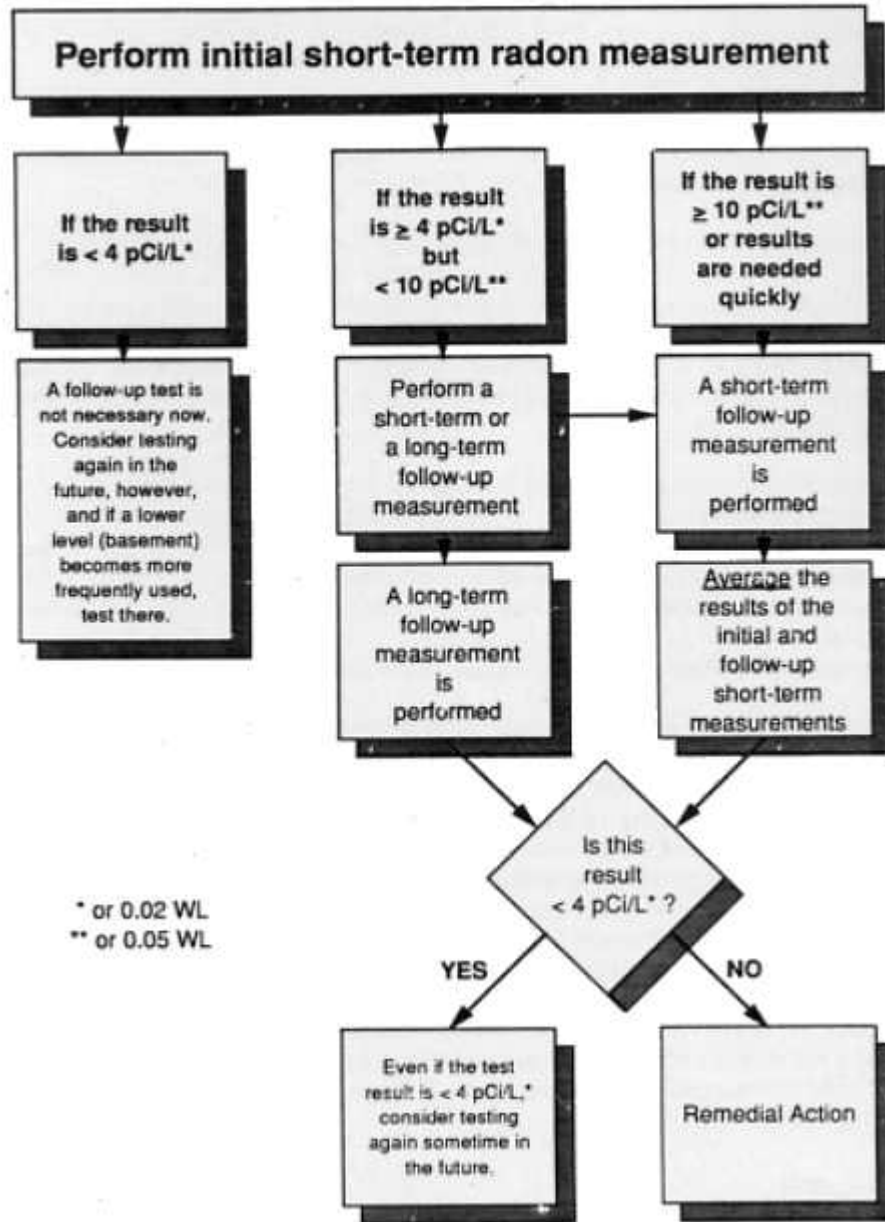 Perform initial short-term radon measurement
If the result
is < 4 pCi/L*
If the result
is ≥ 4 pCi/L*
but
< 10 pCi/L**
If the result is
≥ 10 pCi/L**
or results
are needed
quickly
A follow-up test is
not necessary now.
Consider testing
again in the
future, however,
and if a lower
level (basement)
becomes more
frequently used,
test there.
Perform a
short-term or
a long-term
follow-up
measurement
A short-term
follow-up
measurement
is
performed
A long-term
follow-up
measurement
is
performed
Average the
results of the
initial and
follow-up
short-term
measurements
Is this
result
< 4 pCi/L* ?
* or 0.02 WL
** or 0.05 WL
YES
NO
Even if the test
result is < 4 pCi/L,*
consider testing
again sometime in
the future.
Remedial Action